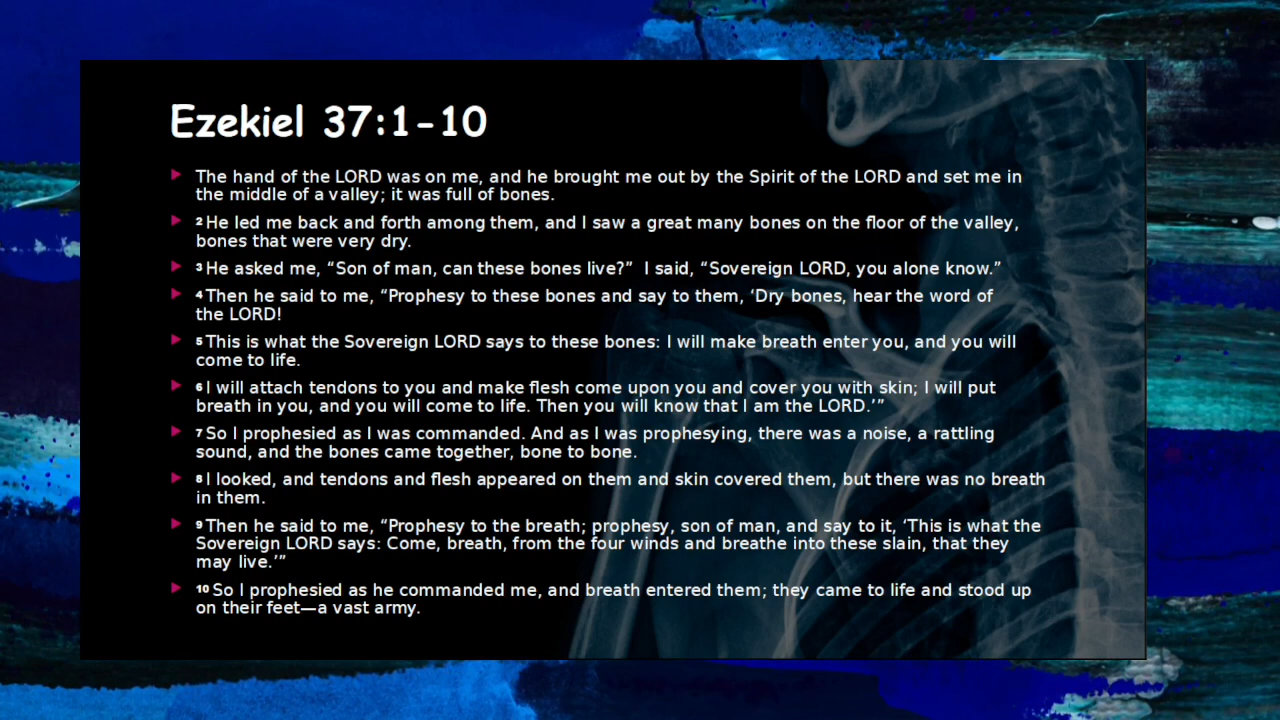 Ezekiel 37:1-10
The hand of the LORD was on me, and he brought me out by the Spirit of the LORD and set me in
the middle of a valley; it was full of bones.
2 He led me back and forth among them, and I saw a great many bones on the floor of the valley,
bones that were very dry.
3 He asked me, “Son of man, can these bones live?”  I said, “Sovereign LORD, you alone know.”
4 Then he said to me, “Prophesy to these bones and say to them, ‘Dry bones, hear the word of
the LORD!
5 This is what the Sovereign LORD says to these bones: I will make breath enter you, and you will
come to life.
6 I will attach tendons to you and make flesh come upon you and cover you with skin; I will put
breath in you, and you will come to life. Then you will know that I am the LORD.’”
7 So I prophesied as I was commanded. And as I was prophesying, there was a noise, a rattling
sound, and the bones came together, bone to bone.
8 I looked, and tendons and flesh appeared on them and skin covered them, but there was no breath
in them.
9 Then he said to me, “Prophesy to the breath; prophesy, son of man, and say to it, ‘This is what the
Sovereign LORD says: Come, breath, from the four winds and breathe into these slain, that they
may live.’”
10 So I prophesied as he commanded me, and breath entered them; they came to life and stood up
on their feet—a vast army.